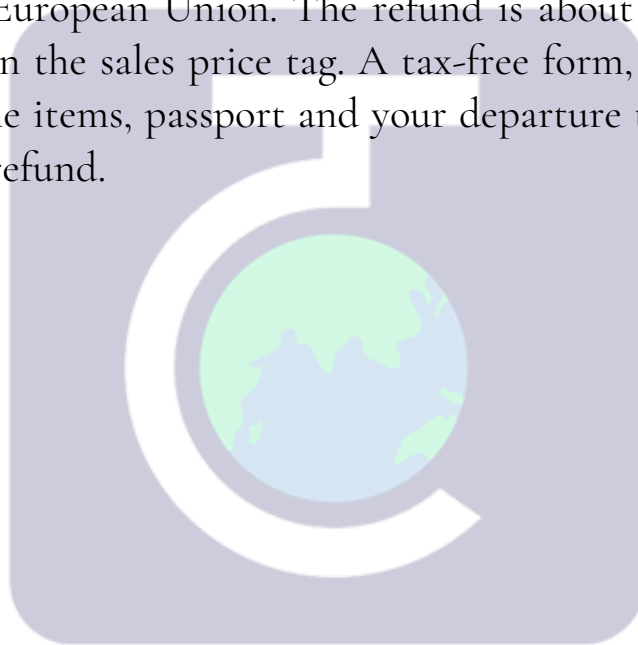 European Union. The refund is about
n the sales price tag. A tax-free form,
e items, passport and your departure
refund.